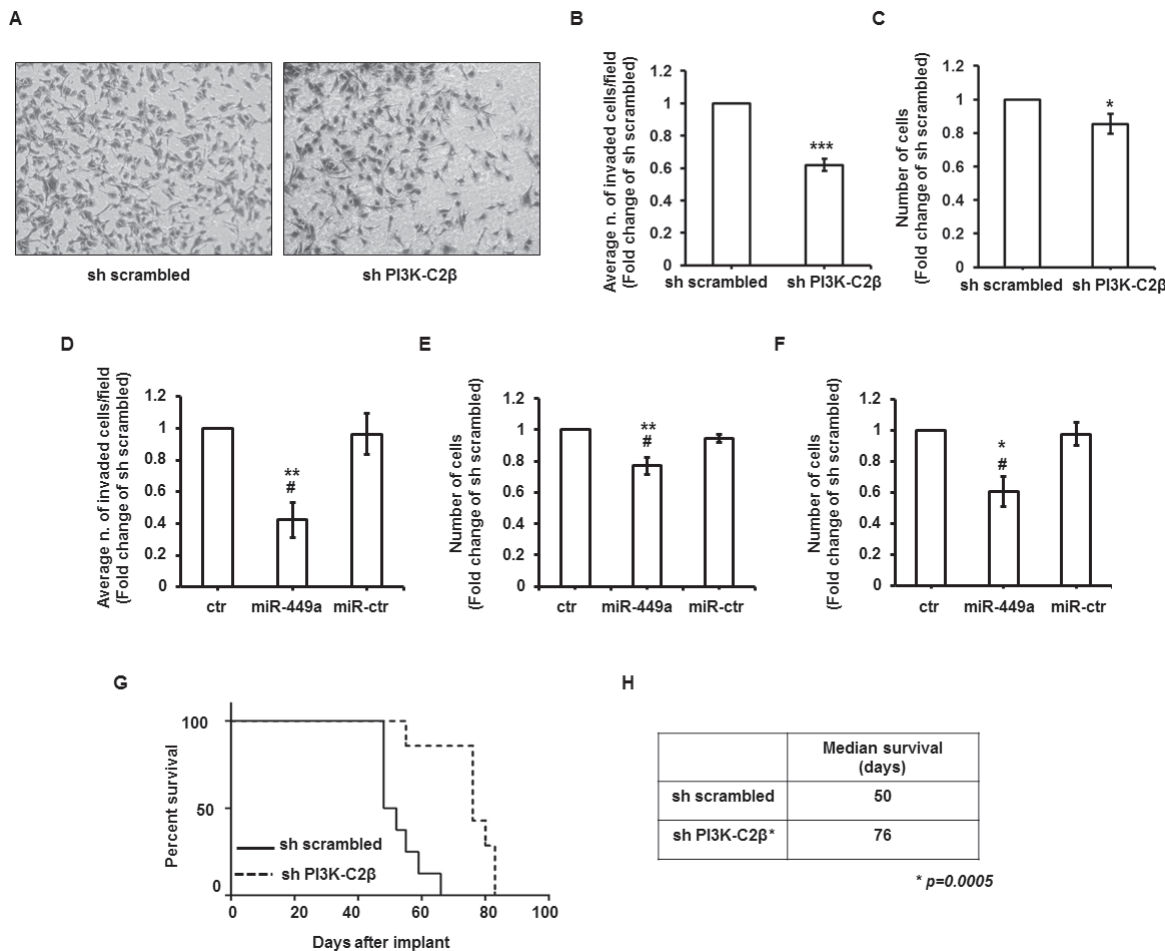 A
sh scrambled
sh PI3K-C2β
B
Average n. of invaded cells/field
(Fold change of sh scrambled)
1.2
1
0.8
0.6
0.4
0.2
0
***
sh scrambled
sh PI3K-C2β
C
Number of cells
(Fold change of sh scrambled)
1.2
1
0.8
0.6
0.4
0.2
0
*
sh scrambled
sh PI3K-C2β
D
Average n. of invaded cells/field
(Fold change of sh scrambled)
1.2
1
0.8
0.6
0.4
0.2
0
**
#
ctr
miR-449a
miR-ctr
E
Number of cells
(Fold change of sh scrambled)
1.2
1
0.8
0.6
0.4
0.2
0
**
#
ctr
miR-449a
miR-ctr
F
Number of cells
(Fold change of sh scrambled)
1.2
1
0.8
0.6
0.4
0.2
0
*
#
ctr
miR-449a
miR-ctr
G
Percent survival
100
50
0
sh scrambled
sh PI3K-C2β
0 20 40 60 80 100
Days after implant
H
Median survival
(days)
sh scrambled 50
sh PI3K-C2β* 76
* p=0.0005